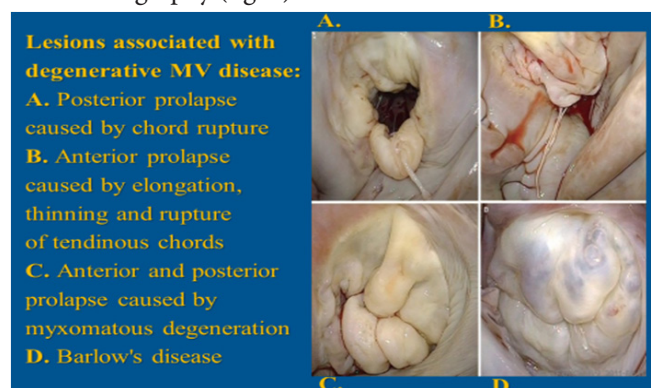 Lesions associated with
degenerative MV disease:
A. Posterior prolapse
caused by chord rupture
B. Anterior prolapse
caused by elongation,
thinning and rupture
of tendinous chords
C. Anterior and posterior
prolapse caused by
myxomatous degeneration
D. Barlow's disease
A.
B.
C.
D.